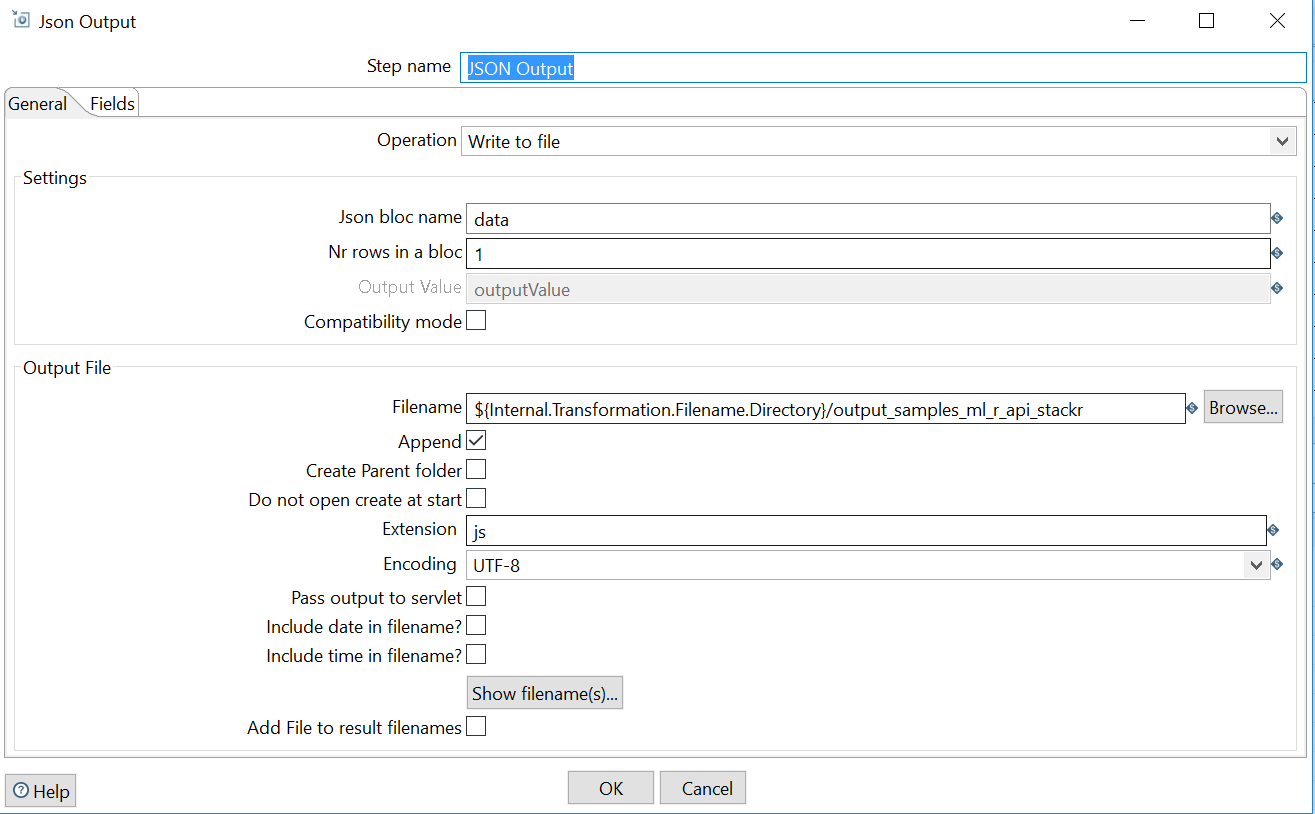 Json Output
Step name JSON Output
General Fields
Operation Write to file
Settings
Json bloc name data
Nr rows in a bloc 1
Output Value outputValue
Compatibility mode
Output File
Filename ${Internal.Transformation.Filename.Directory}/output_samples_ml_r_api_stackr Browse...
Append
Create Parent folder
Do not open create at start
Extension js
Encoding UTF-8
Pass output to servlet
Include date in filename?
Include time in filename?
Show filename(s)...
Add File to result filenames
Help OK Cancel